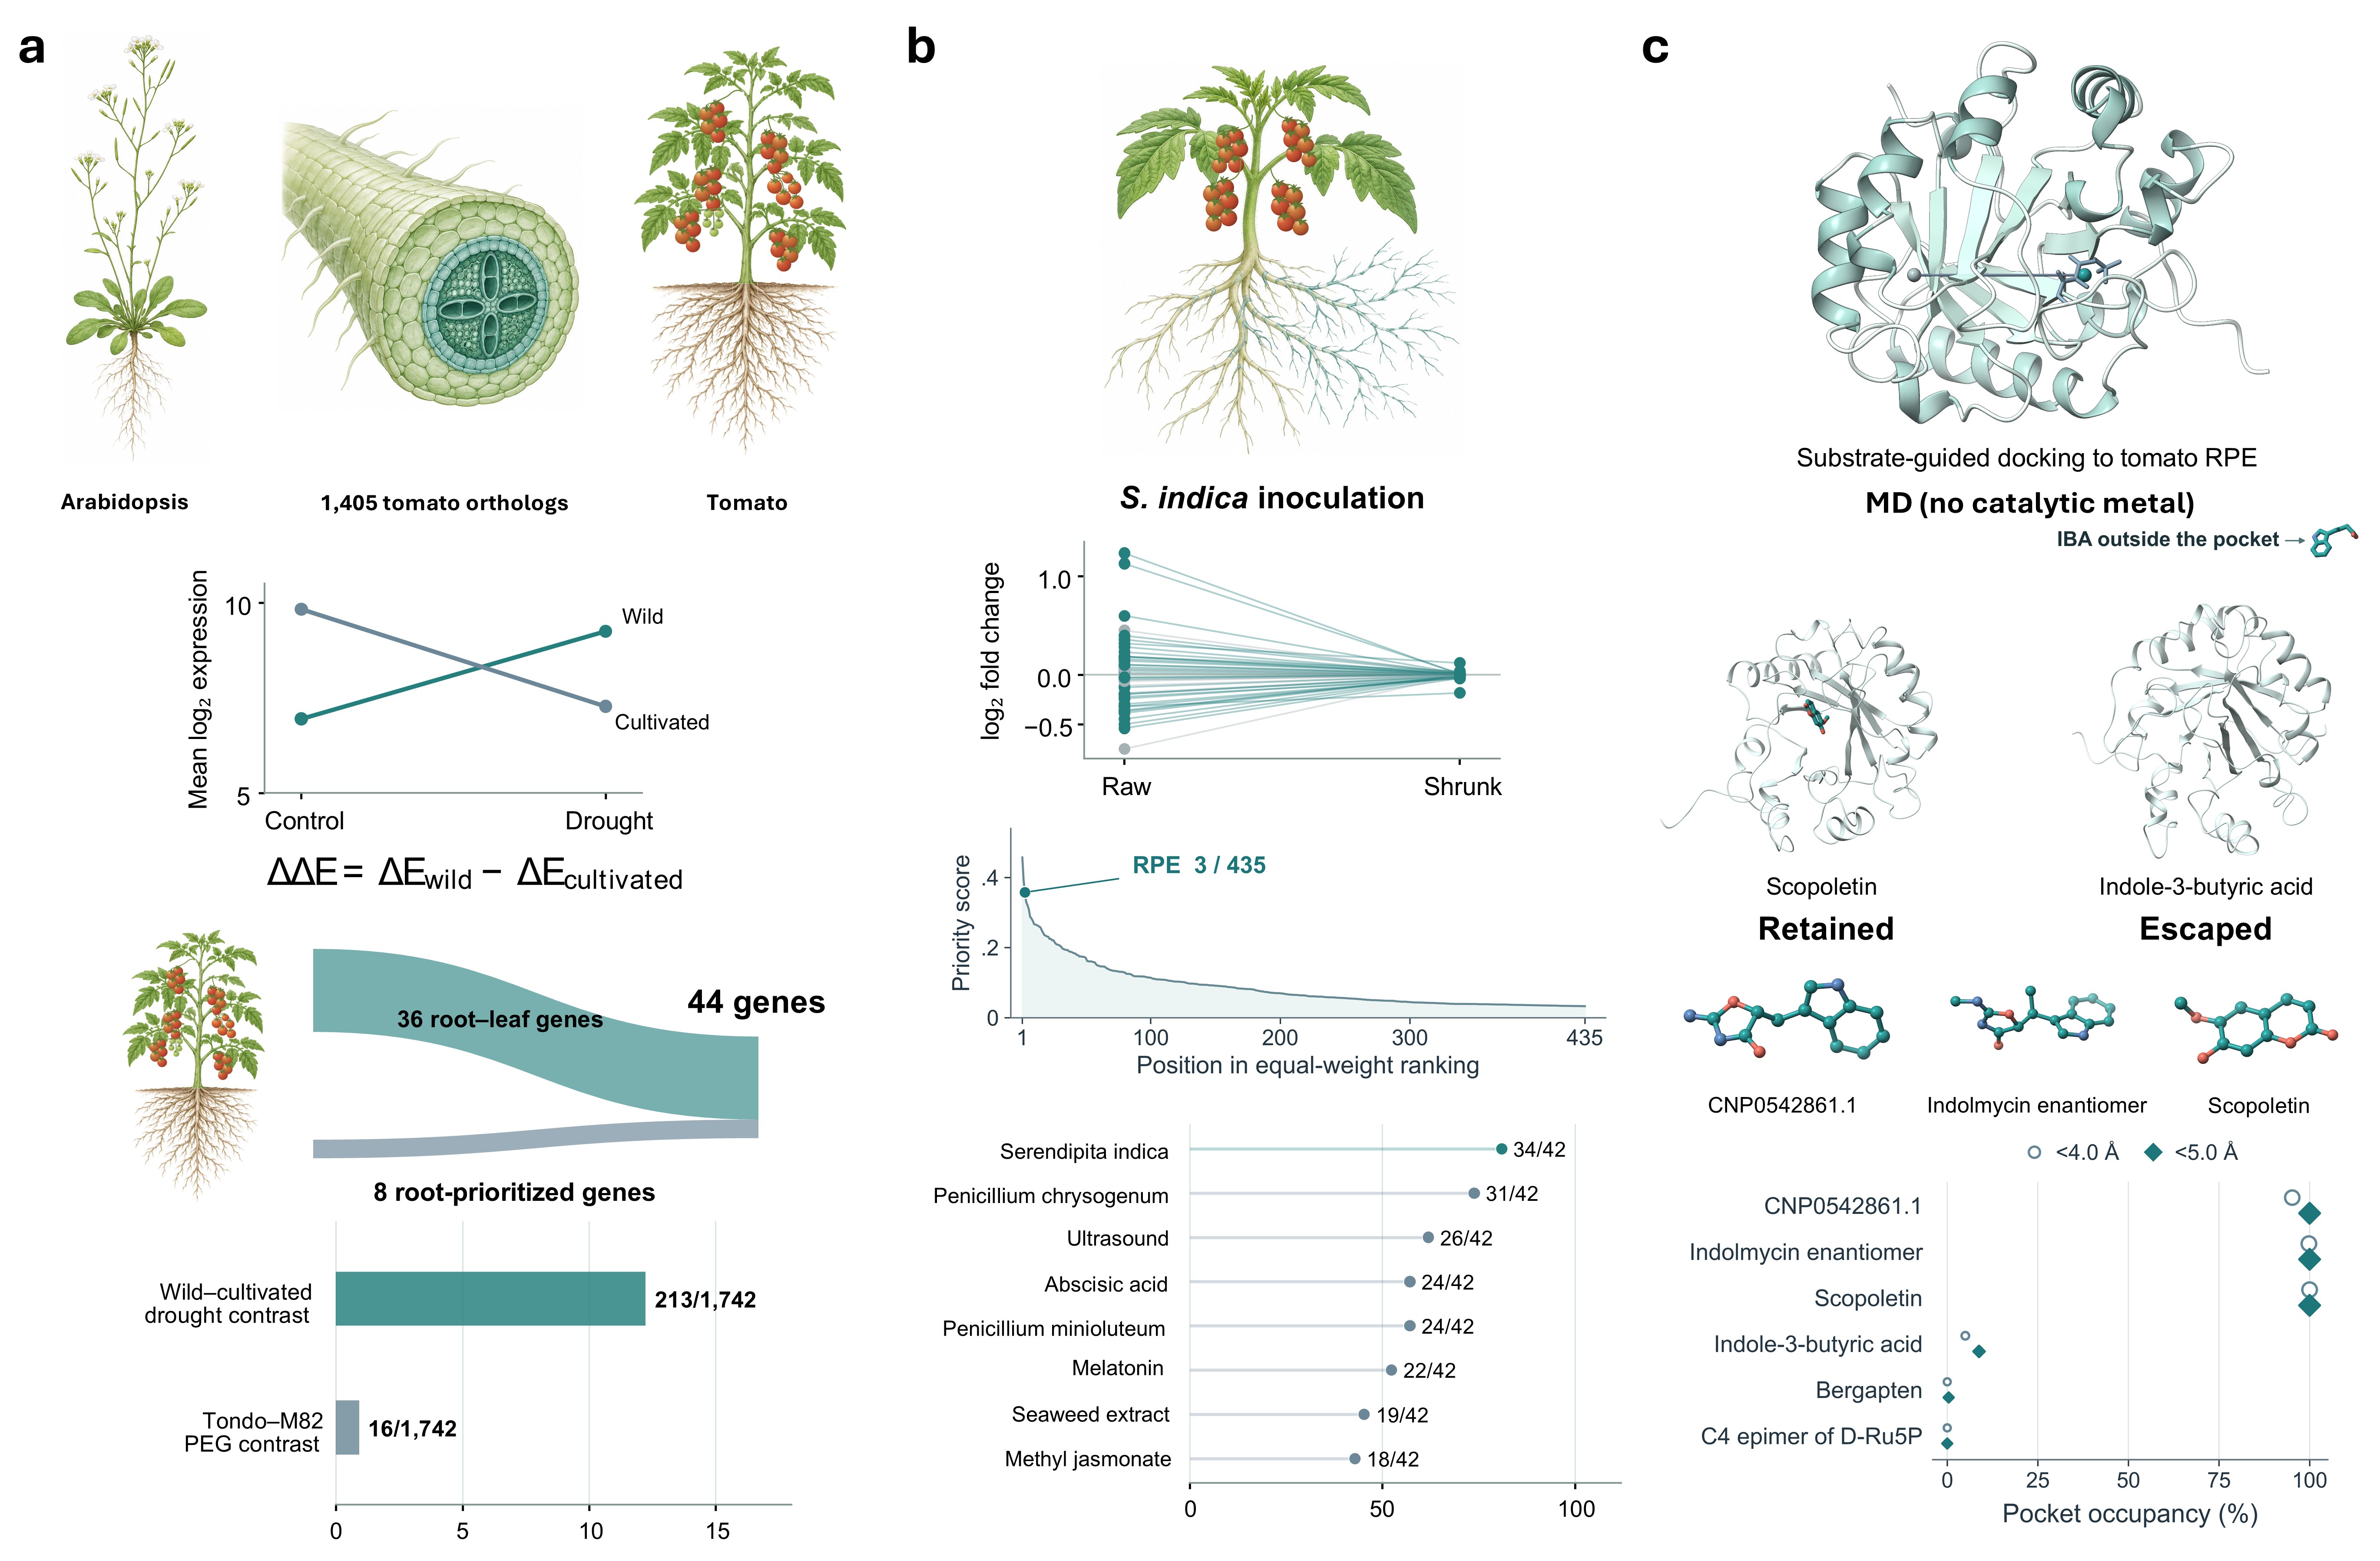 a
Arabidopsis
1,405 tomato orthologs
Tomato
Mean log₂ expression
10
5
Wild
Cultivated
Control
Drought
ΔΔE = ΔEwild − ΔEcultivated
36 root–leaf genes
44 genes
8 root-prioritized genes
Wild–cultivated
drought contrast
213/1,742
Tondo–M82
PEG contrast
16/1,742
0
5
10
15
b
S. indica inoculation
log₂ fold change
1.0
0.0
−0.5
Raw
Shrunk
Priority score
.4
.2
0
RPE 3 / 435
1
100
200
300
435
Position in equal-weight ranking
Serendipita indica
34/42
Penicillium chrysogenum
31/42
Ultrasound
26/42
Abscisic acid
24/42
Penicillium minioluteum
24/42
Melatonin
22/42
Seaweed extract
19/42
Methyl jasmonate
18/42
0
50
100
c
Substrate-guided docking to tomato RPE
MD (no catalytic metal)
IBA outside the pocket
Scopoletin
Indole-3-butyric acid
Retained
Escaped
CNP0542861.1
Indolmycin enantiomer
Scopoletin
<4.0 Å
<5.0 Å
CNP0542861.1
Indolmycin enantiomer
Scopoletin
Indole-3-butyric acid
Bergapten
C4 epimer of D-Ru5P
0
25
50
75
100
Pocket occupancy (%)